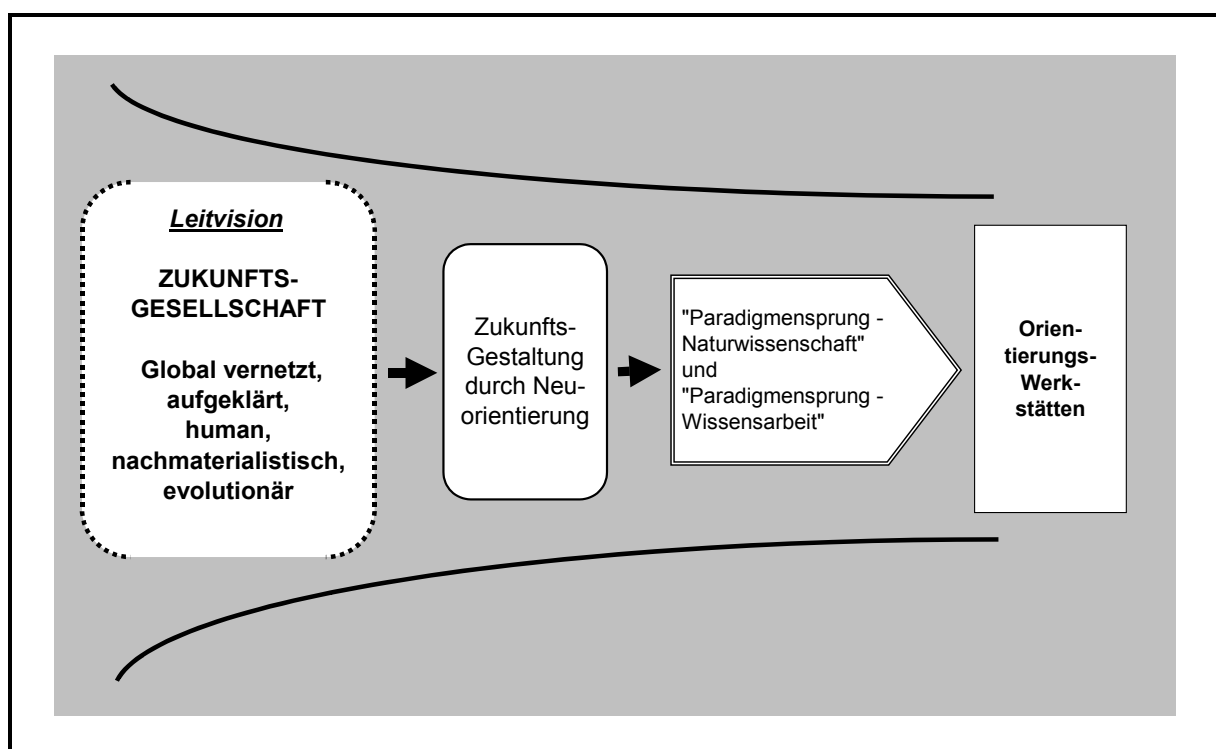 Leitvision
ZUKUNFTS-
GESELLSCHAFT
Global vernetzt,
aufgeklärt,
human,
nachmaterialistisch,
evolutionär
Zukunfts-
Gestaltung
durch Neu-
orientierung
"Paradigmensprung -
Naturwissenschaft"
und
"Paradigmensprung -
Wissensarbeit"
Orien-
tierungs-
Werk-
stätten